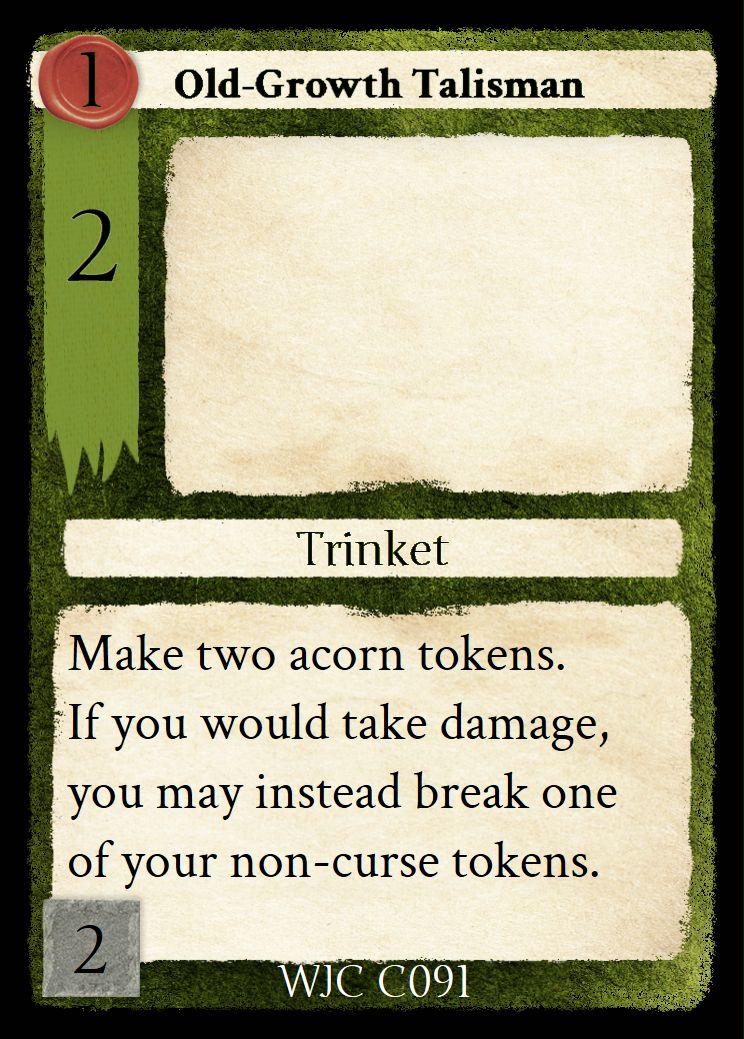 1
Old-Growth Talisman
2
Trinket
Make two acorn tokens.
If you would take damage,
you may instead break one
of your non-curse tokens.
2
WJC C091